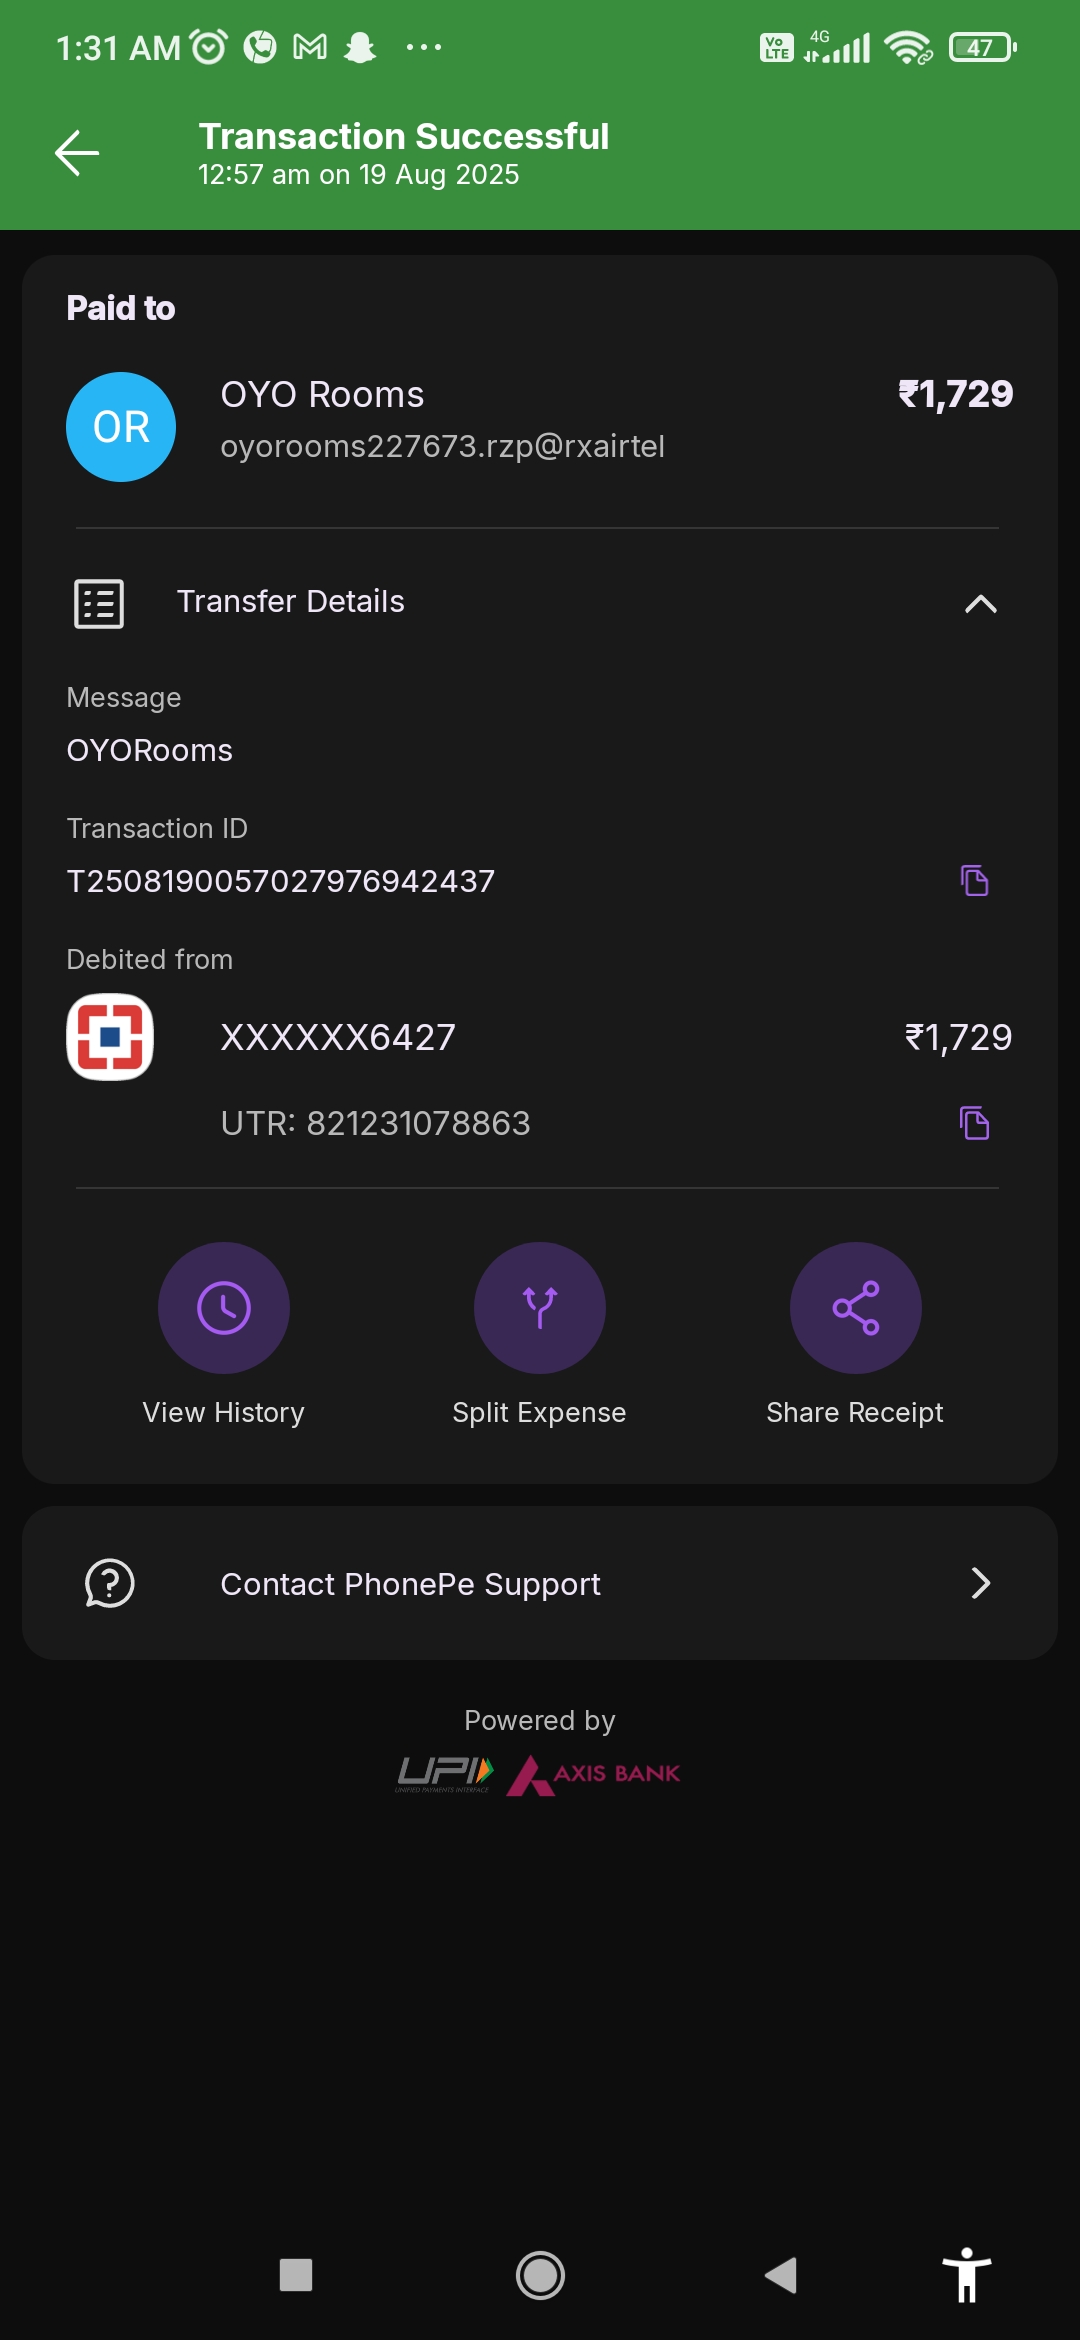 1:31 AM
4G
Vo
LTE
47
Transaction Successful
12:57 am on 19 Aug 2025
Paid to
OR
OYO Rooms
₹1,729
oyorooms227673.rzp@rxairtel
Transfer Details
Message
OYORooms
Transaction ID
T2508190057027976942437
Debited from
XXXXXX6427
₹1,729
UTR: 821231078863
View History
Split Expense
Share Receipt
Contact PhonePe Support
Powered by
UPI
UNIFIED PAYMENTS INTERFACE
AXIS BANK